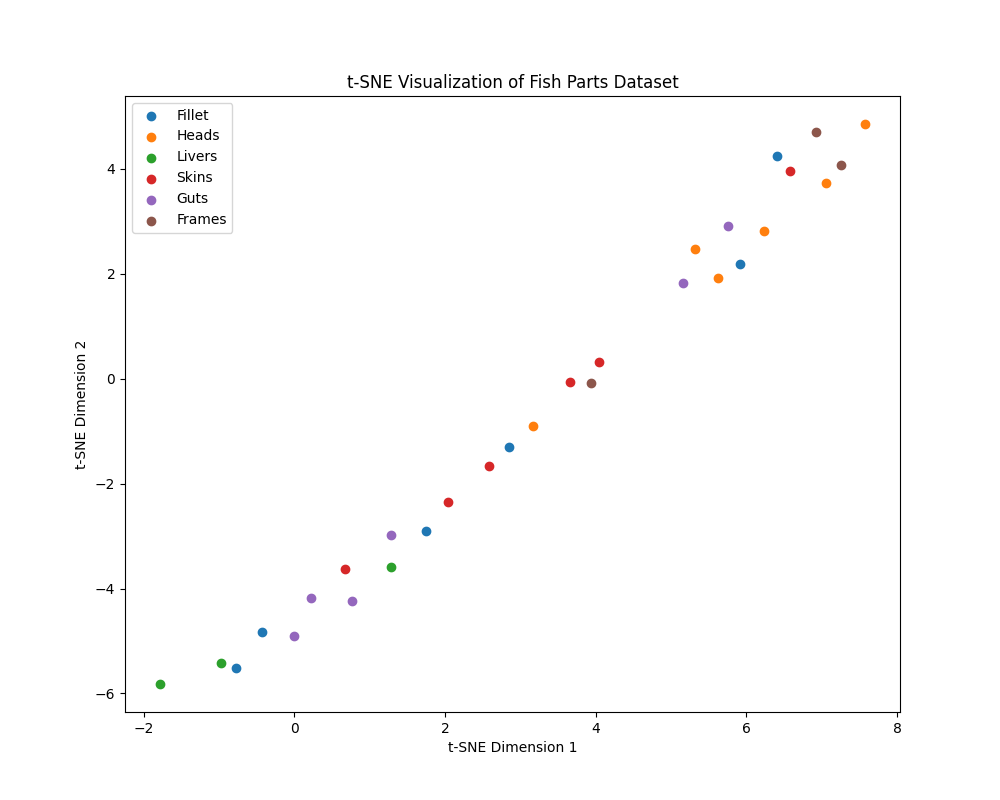 t-SNE Visualization of Fish Parts Dataset
Fillet
Heads
Livers
Skins
Guts
Frames
4
2
0
−2
−4
−6
t-SNE Dimension 2
−2 0 2 4 6 8
t-SNE Dimension 1